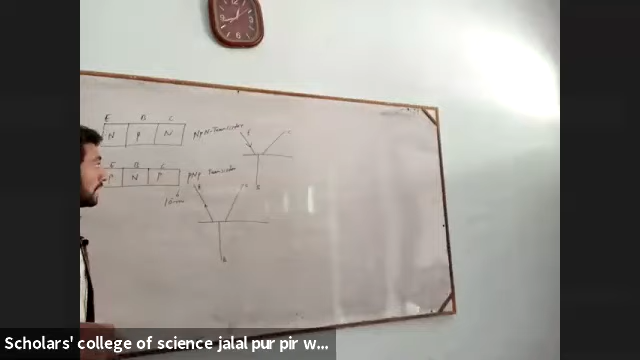 E B C
N P N NPN-Transistor E C
B
E B C
P N P PNP Transistor
E C
B
Scholars' college of science jalal pur pir w...